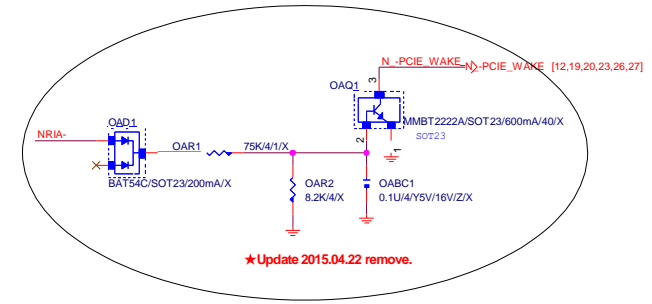 N_-PCIE_WAKE N_-PCIE_WAKE [12,19,20,23,26,27]
3
OAQ1
MMBT2222A/SOT23/600mA/40/X
SOT23
2
1
NRIA-
OAD1
OAR1 75K/4/1/X
BAT54C/SOT23/200mA/X
OAR2
8.2K/4/X
OABC1
0.1U/4/Y5V/16V/Z/X
★Update 2015.04.22 remove.